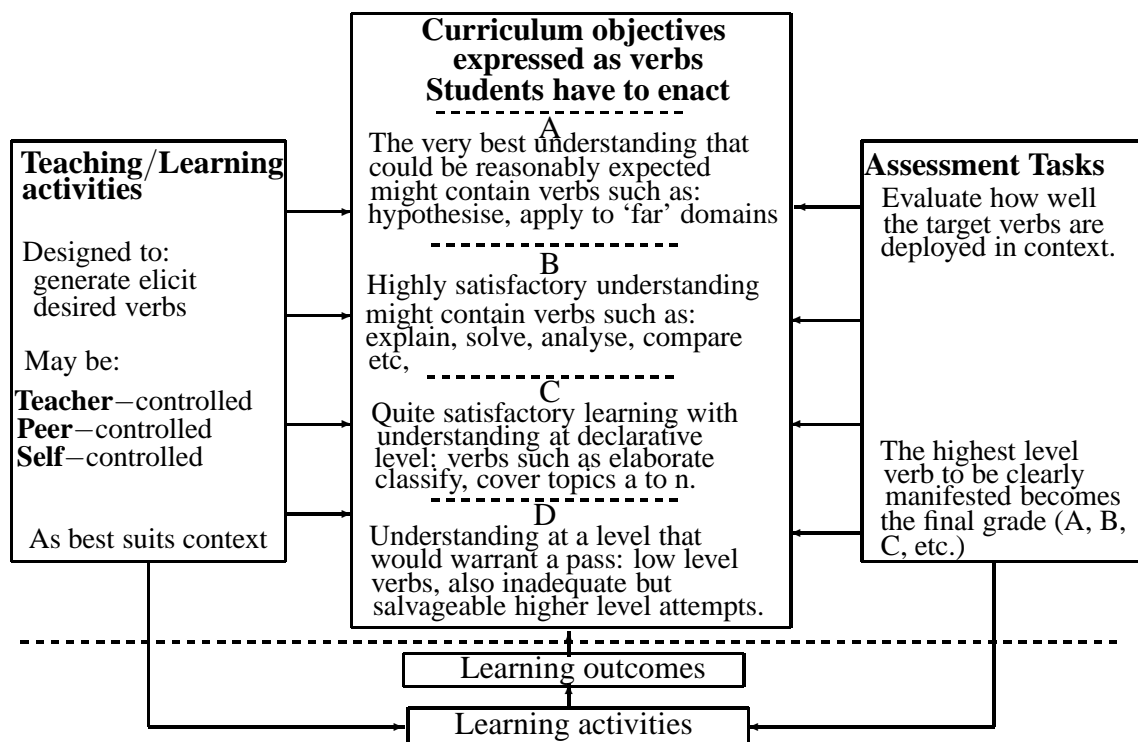 Curriculum objectives
expressed as verbs
Students have to enact
A
The very best understanding that
could be reasonably expected
might contain verbs such as:
hypothesise, apply to ‘far’ domains
B
Highly satisfactory understanding
might contain verbs such as:
explain, solve, analyse, compare
etc,
C
Quite satisfactory learning with
understanding at declarative
level: verbs such as elaborate
classify, cover topics a to n.
D
Understanding at a level that
would warrant a pass: low level
verbs, also inadequate but
salvageable higher level attempts.
Teaching/Learning
activities
Designed to:
generate elicit
desired verbs
May be:
Teacher−controlled
Peer−controlled
Self−controlled
As best suits context
Assessment Tasks
Evaluate how well
the target verbs are
deployed in context.
The highest level
verb to be clearly
manifested becomes
the final grade (A, B,
C, etc.)
Learning outcomes
Learning activities